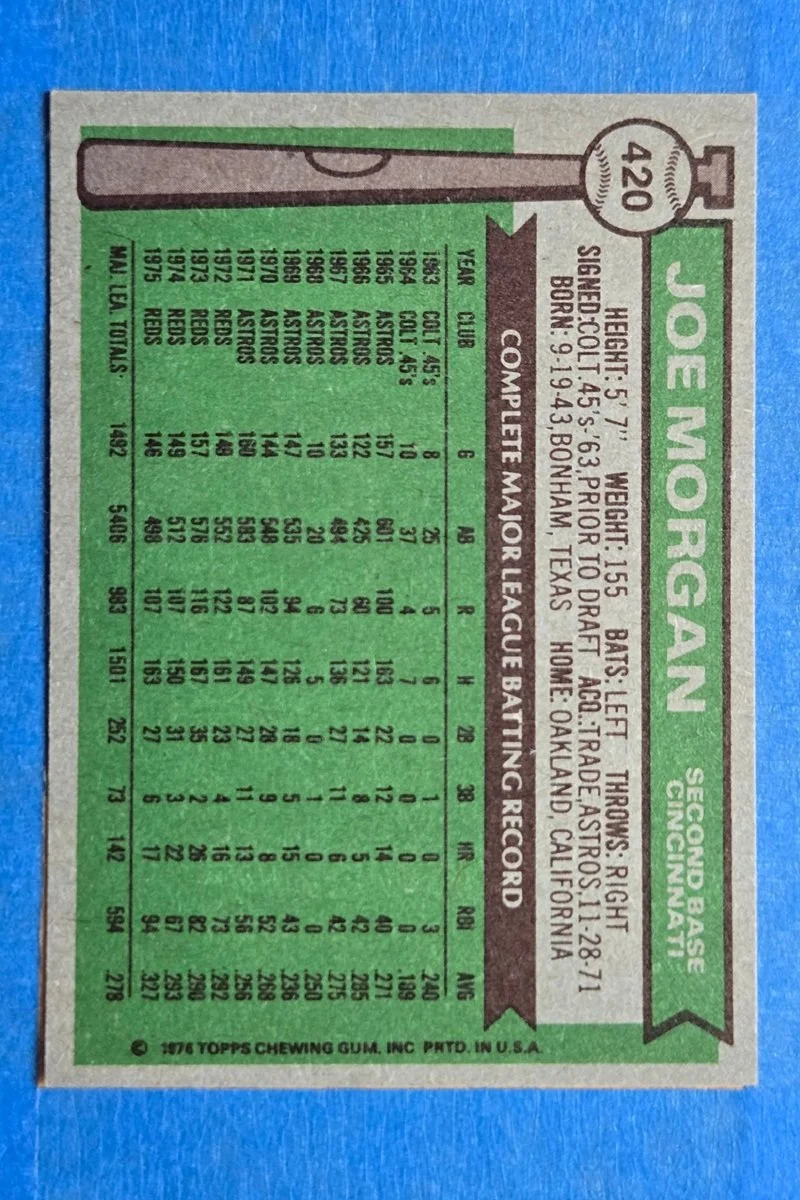 420
JOE MORGAN
SECOND BASE
CINCINNATI
HEIGHT: 5' 7" WEIGHT: 155 BATS: LEFT THROWS: RIGHT
SIGNED: COLT .45's-'63, PRIOR TO DRAFT ACQ.: TRADE, ASTROS, 11-28-71
BORN: 9-19-43, BONHAM, TEXAS HOME: OAKLAND, CALIFORNIA
COMPLETE MAJOR LEAGUE BATTING RECORD
YEAR CLUB G AB R H 2B 3B HR RBI AVG
1963 COLT .45's 8 25 5 6 0 1 0 3 .240
1964 COLT .45's 10 37 4 7 0 0 0 0 .189
1965 ASTROS 157 601 100 163 22 12 14 40 .271
1966 ASTROS 122 425 60 121 14 8 5 42 .285
1967 ASTROS 133 494 73 136 27 11 6 42 .275
1968 ASTROS 10 20 6 5 0 1 0 0 .250
1969 ASTROS 147 535 94 126 18 5 15 43 .236
1970 ASTROS 144 548 102 147 28 9 8 52 .268
1971 ASTROS 160 583 87 149 27 11 13 56 .256
1972 REDS 149 552 122 161 23 4 16 73 .292
1973 REDS 157 576 116 167 35 2 26 82 .290
1974 REDS 149 512 107 150 31 3 22 67 .293
1975 REDS 146 498 107 163 27 6 17 94 .327
MAJ. LEA. TOTALS 1492 5406 983 1501 252 73 142 594 .278
© 1976 TOPPS CHEWING GUM, INC PRTD. IN U.S.A.